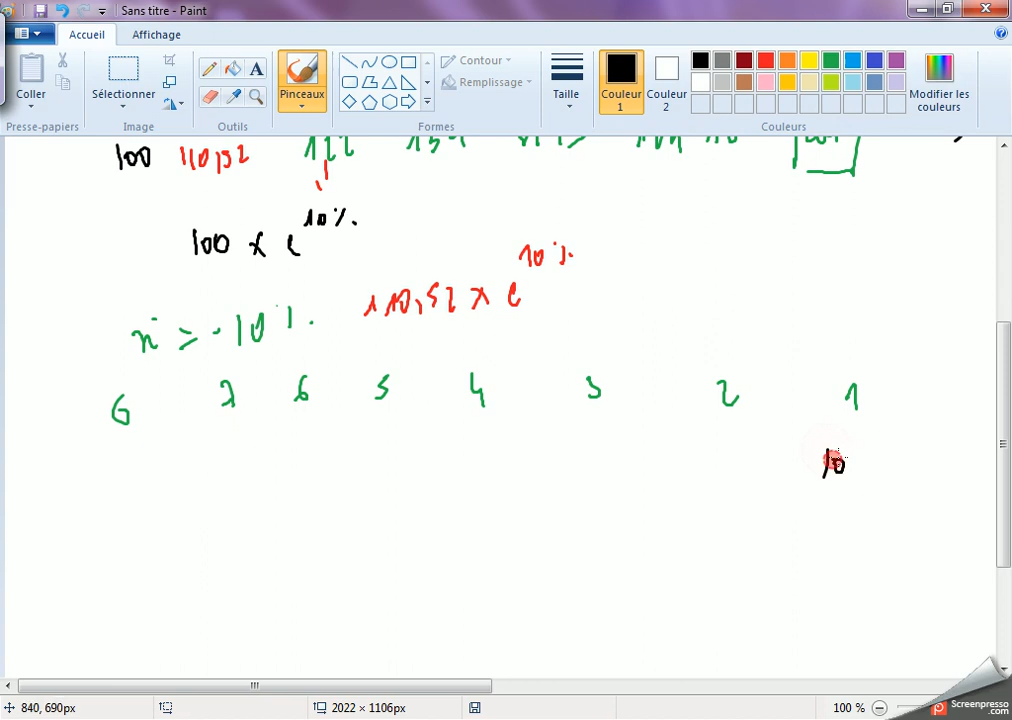 Sans titre - Paint
Accueil Affichage
Coller Sélectionner Pinceaux Contour Remplissage Taille Couleur 1 Couleur 2 Modifier les couleurs
Presse-papiers Image Outils Formes Couleurs
100 110,52 122
100 x e^10%
110,52 x e^10%
-10%
6 5 4 3 2 1
10
840, 690px 2022 × 1106px 100 %
Screenpresso.com